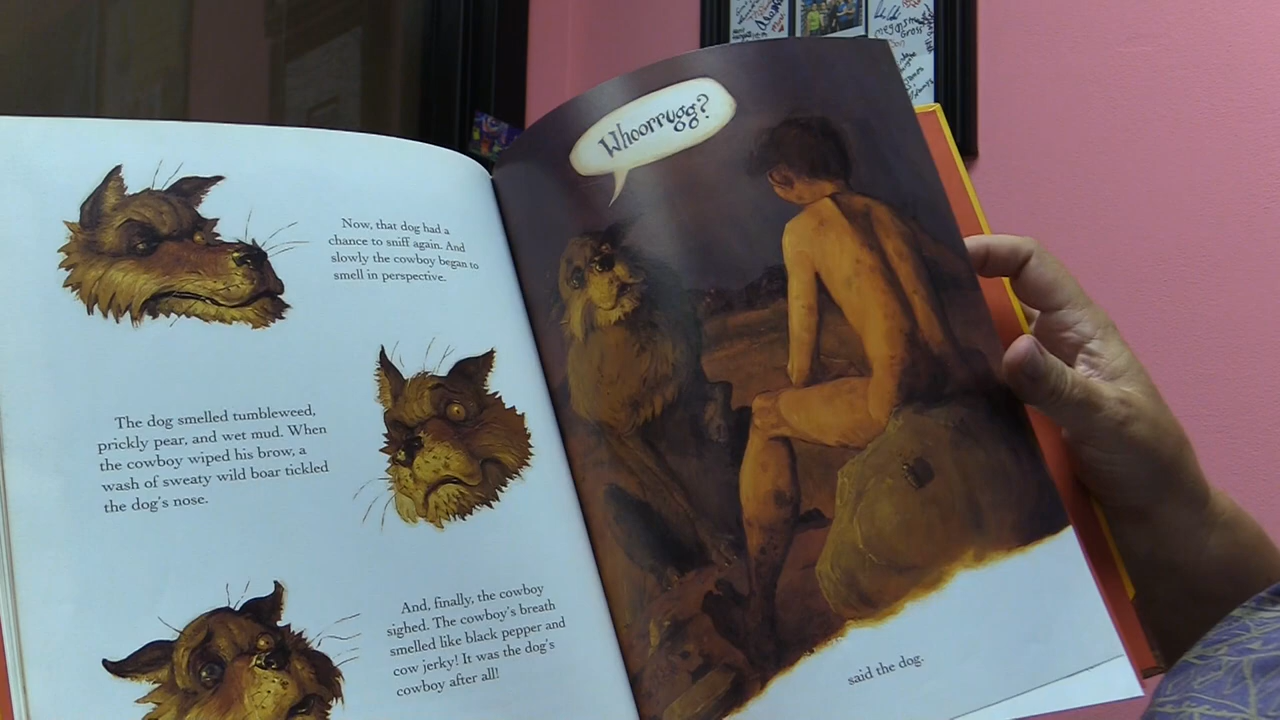 Now, that dog had a
chance to sniff again. And
slowly the cowboy began to
smell in perspective.
The dog smelled tumbleweed,
prickly pear, and wet mud. When
the cowboy wiped his brow, a
wash of sweaty wild boar tickled
the dog's nose.
And, finally, the cowboy
sighed. The cowboy's breath
smelled like black pepper and
cow jerky! It was the dog's
cowboy after all!
Whoorrugg?
said the dog.